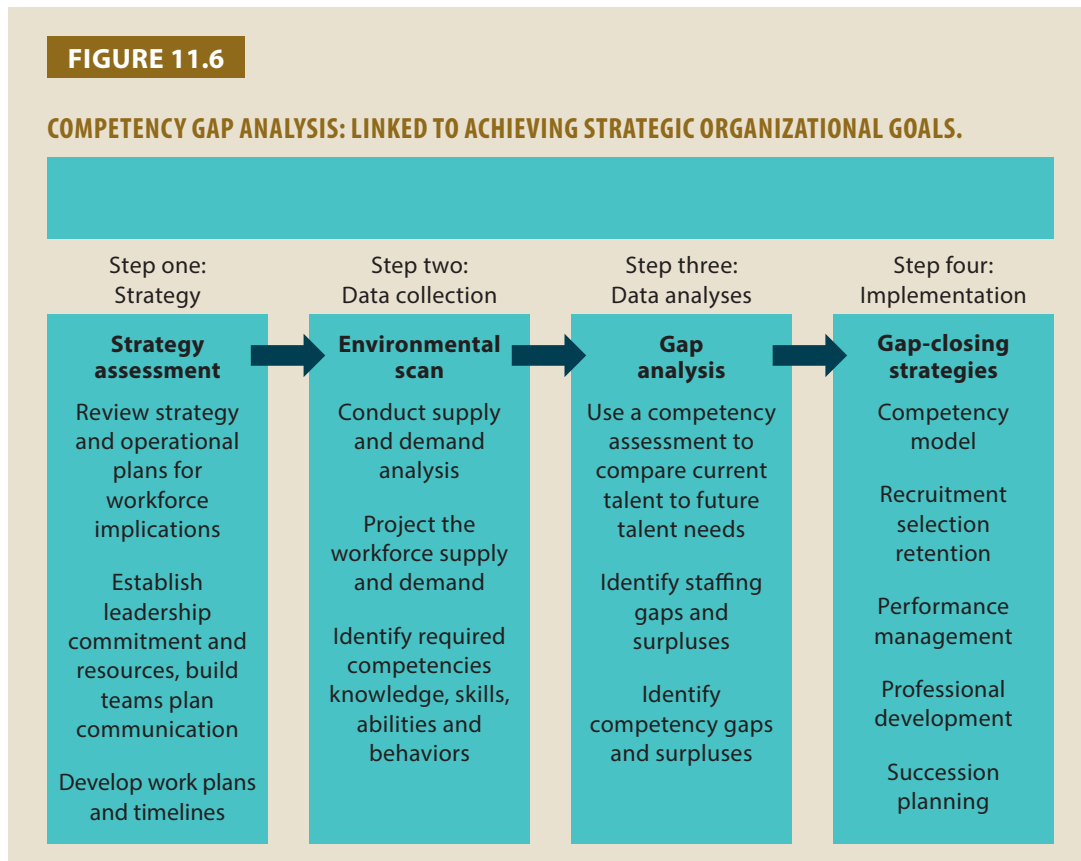 FIGURE 11.6
COMPETENCY GAP ANALYSIS: LINKED TO ACHIEVING STRATEGIC ORGANIZATIONAL GOALS.
Step one:
Strategy
Strategy
assessment
Review strategy
and operational
plans for
workforce
implications
Establish
leadership
commitment and
resources, build
teams plan
communication
Develop work plans
and timelines
Step two:
Data collection
Environmental
scan
Conduct supply
and demand
analysis
Project the
workforce supply
and demand
Identify required
competencies
knowledge, skills,
abilities and
behaviors
Step three:
Data analyses
Gap
analysis
Use a competency
assessment to
compare current
talent to future
talent needs
Identify staffing
gaps and
surpluses
Identify
competency gaps
and surpluses
Step four:
Implementation
Gap-closing
strategies
Competency
model
Recruitment
selection
retention
Performance
management
Professional
development
Succession
planning